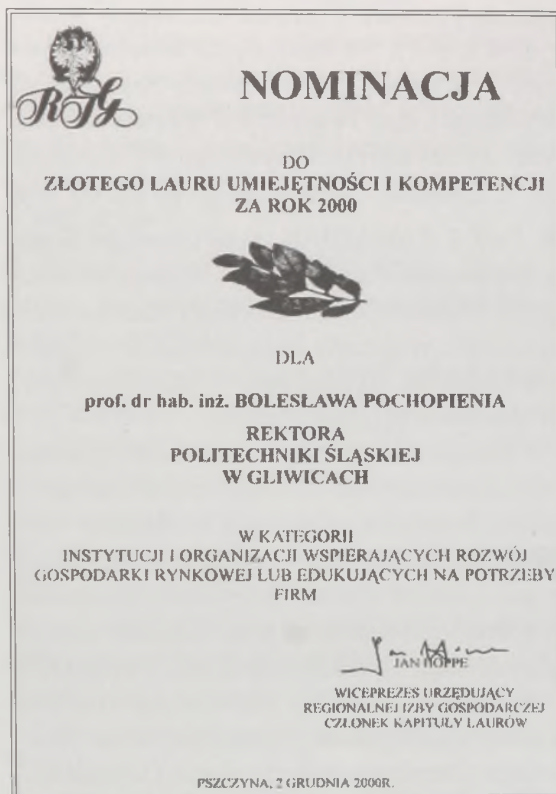 RIG
NOMINACJA
DO
ZŁOTEGO LAURU UMIEJĘTNOŚCI I KOMPETENCJI
ZA ROK 2000
DLA
prof. dr hab. inż. BOLESŁAWA POCHOPIENIA
REKTORA
POLITECHNIKI ŚLĄSKIEJ
W GLIWICACH
W KATEGORII
INSTYTUCJI I ORGANIZACJI WSPIERAJĄCYCH ROZWÓJ
GOSPODARKI RYNKOWEJ LUB EDUKUJĄCYCH NA POTRZEBY
FIRM
JAN HOPPE
WICEPREZES URZĘDUJĄCY
REGIONALNEJ IZBY GOSPODARCZEJ
CZŁONEK KAPITUŁY LAURÓW
PSZCZYNA, 2 GRUDNIA 2000R.